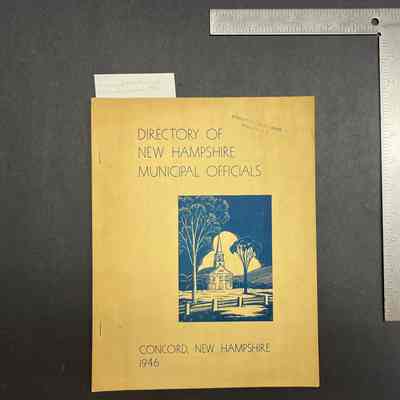 DIRECTORY OF
NEW HAMPSHIRE
MUNICIPAL OFFICIALS
CONCORD, NEW HAMPSHIRE
1946